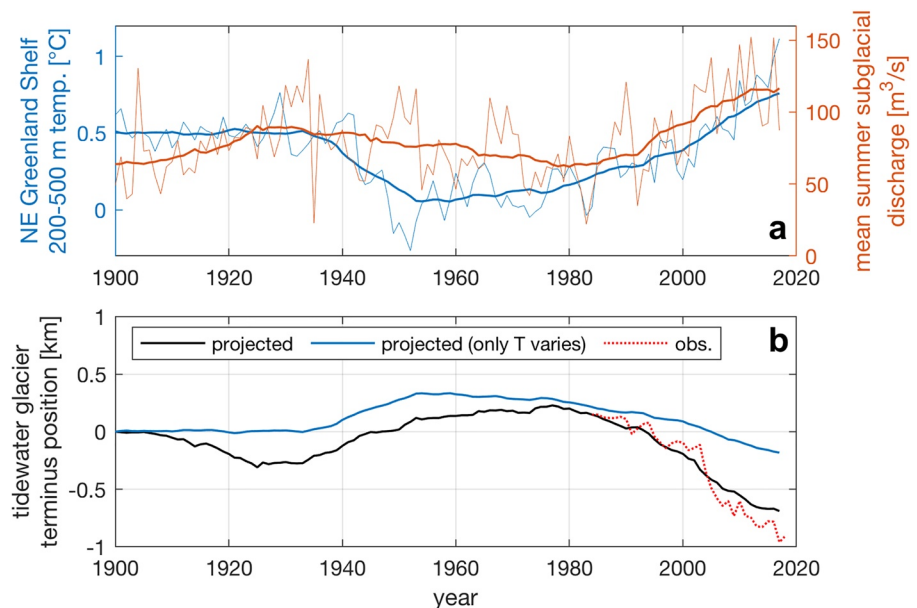 NE Greenland Shelf
200-500 m temp. [°C]
1
0.5
0
150
100
50
0
mean summer subglacial
discharge [m³/s]
a
1900 1920 1940 1960 1980 2000 2020
tidewater glacier
terminus position [km]
1
0.5
0
-0.5
-1
projected projected (only T varies) obs.
b
1900 1920 1940 1960 1980 2000 2020
year